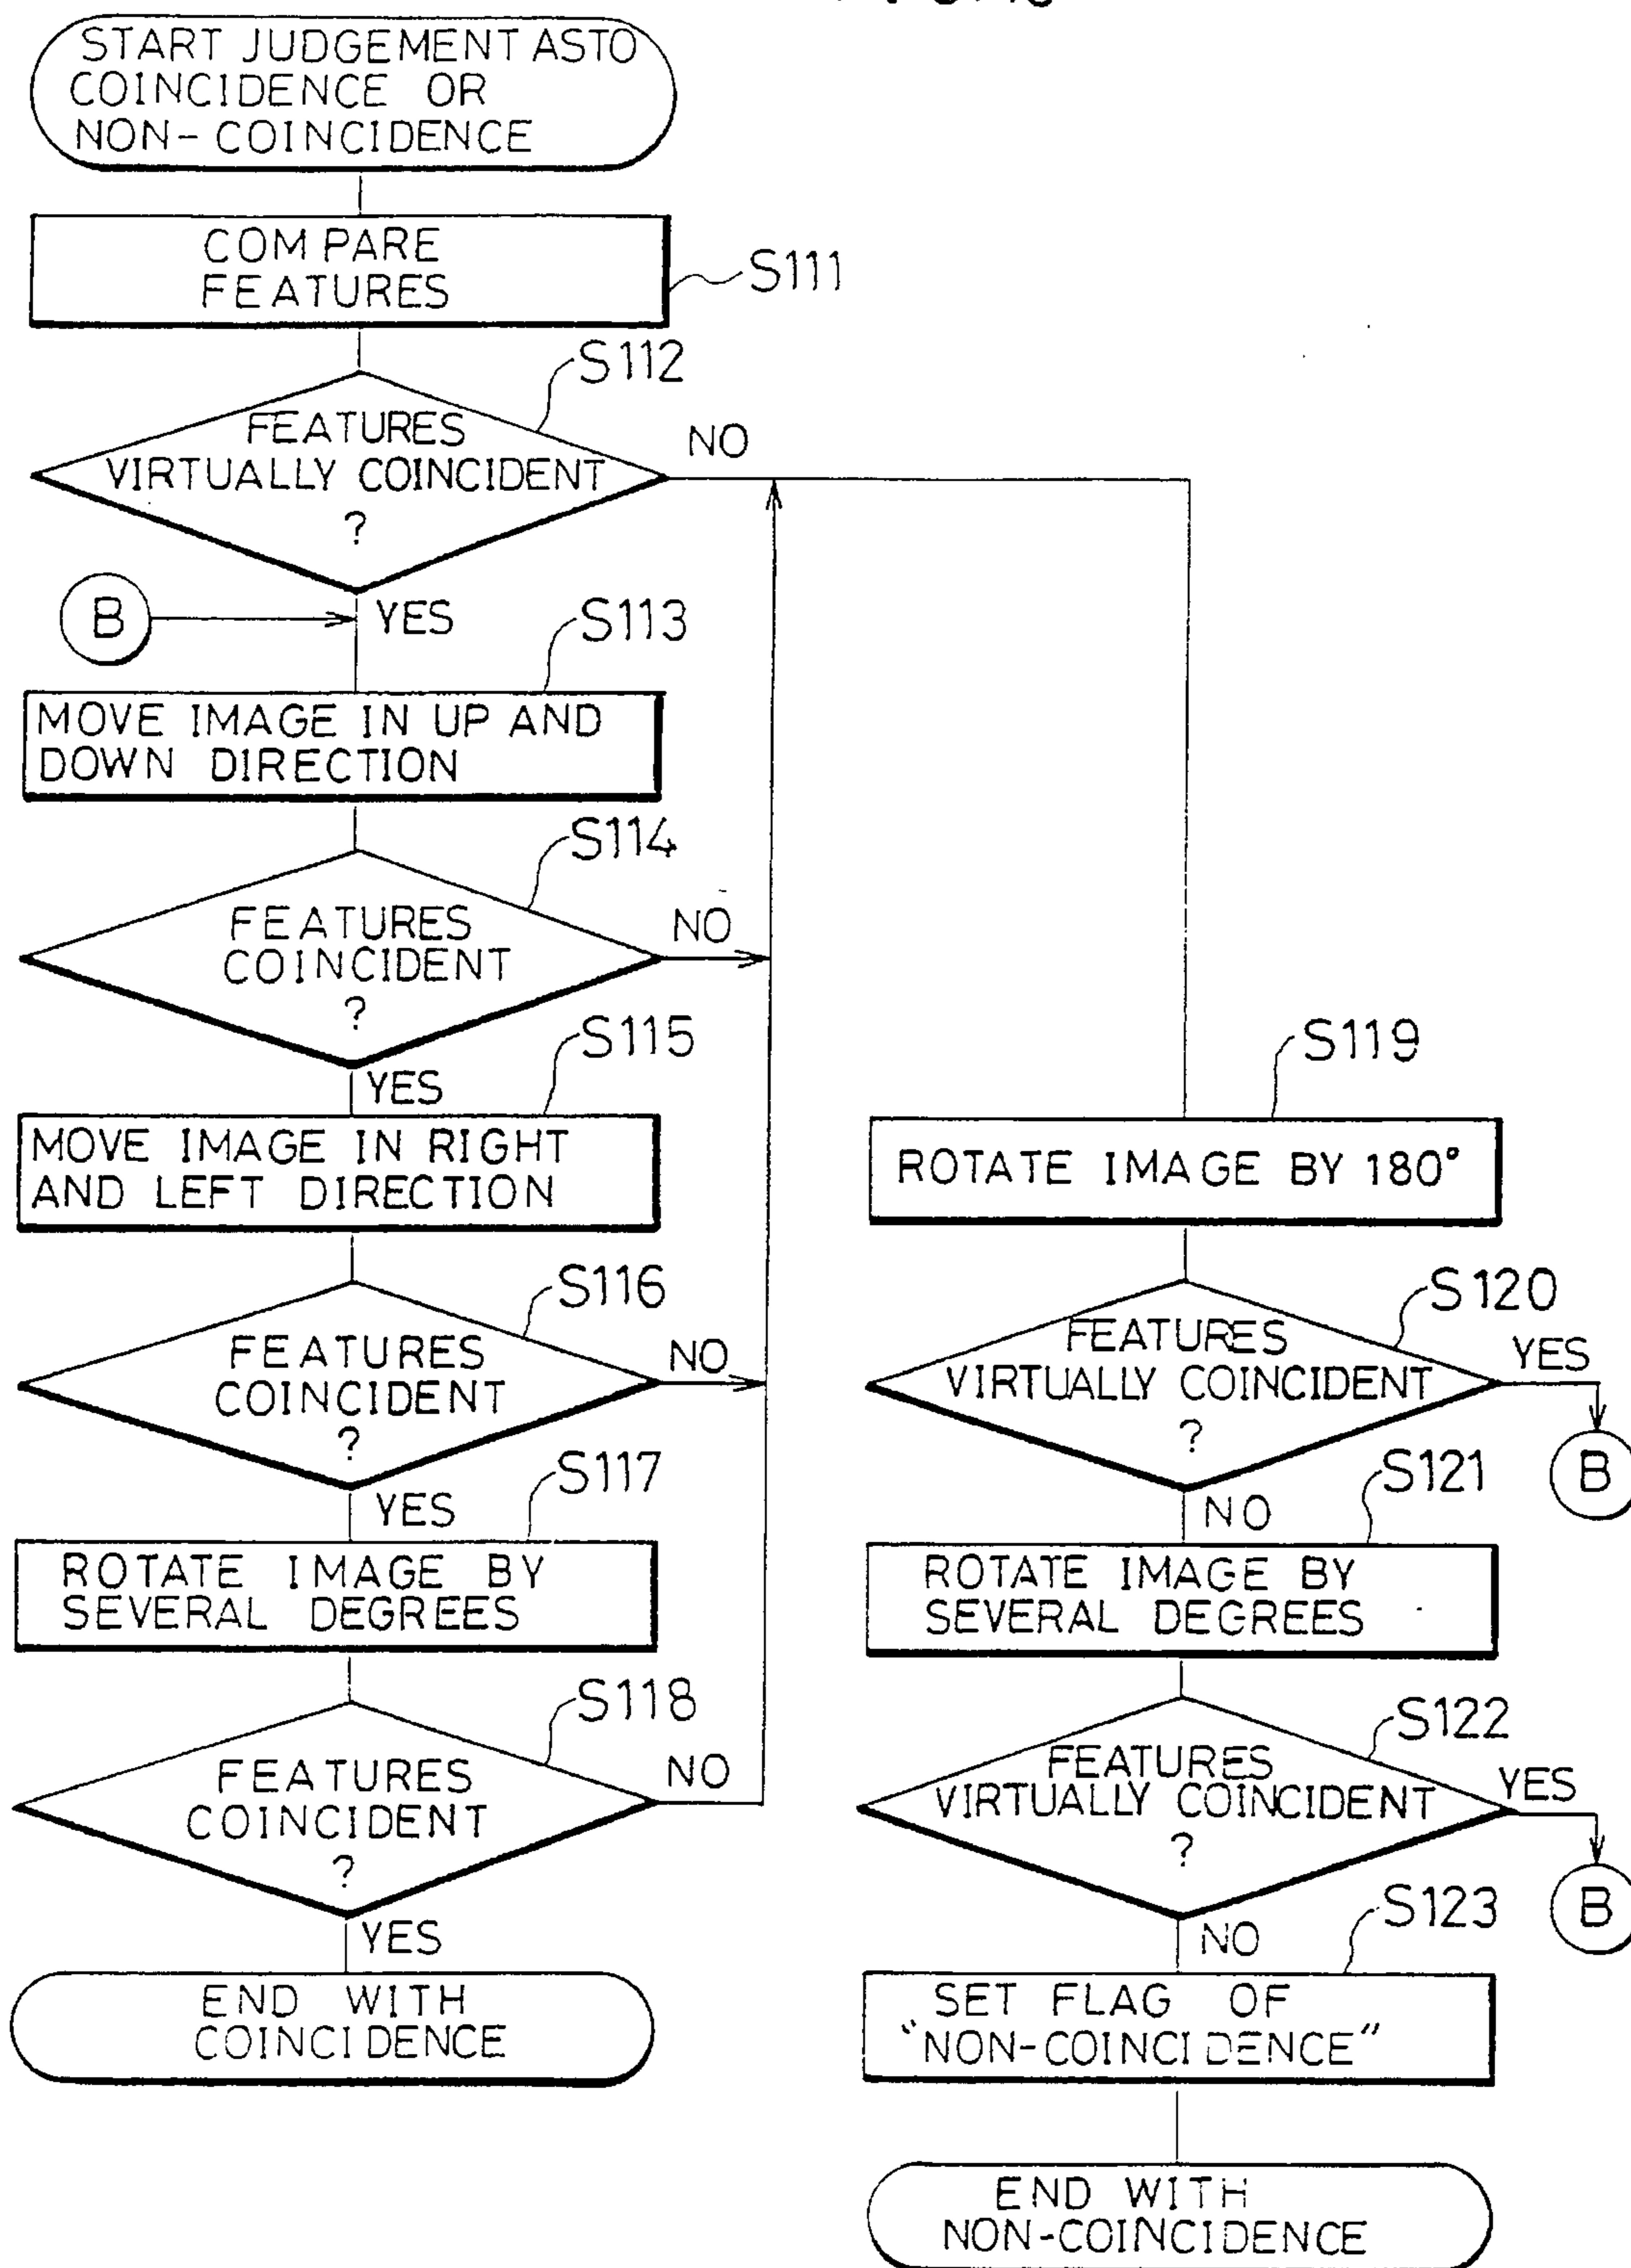 START JUDGEMENT ASTO
COINCIDENCE OR
NON-COINCIDENCE
COMPARE
FEATURES
S111
S112
FEATURES
VIRTUALLY COINCIDENT
?
NO
B
YES
S113
MOVE IMAGE IN UP AND
DOWN DIRECTION
S114
FEATURES
COINCIDENT
?
NO
YES
S115
MOVE IMAGE IN RIGHT
AND LEFT DIRECTION
S116
FEATURES
COINCIDENT
?
NO
YES
S117
ROTATE IMAGE BY
SEVERAL DEGREES
S118
FEATURES
COINCIDENT
?
NO
YES
END WITH
COINCIDENCE
S119
ROTATE IMAGE BY 180°
S120
FEATURES
VIRTUALLY COINCIDENT
?
YES
B
NO
S121
ROTATE IMAGE BY
SEVERAL DEGREES
S122
FEATURES
VIRTUALLY COINCIDENT
?
YES
B
NO
S123
SET FLAG OF
"NON-COINCIDENCE"
END WITH
NON-COINCIDENCE